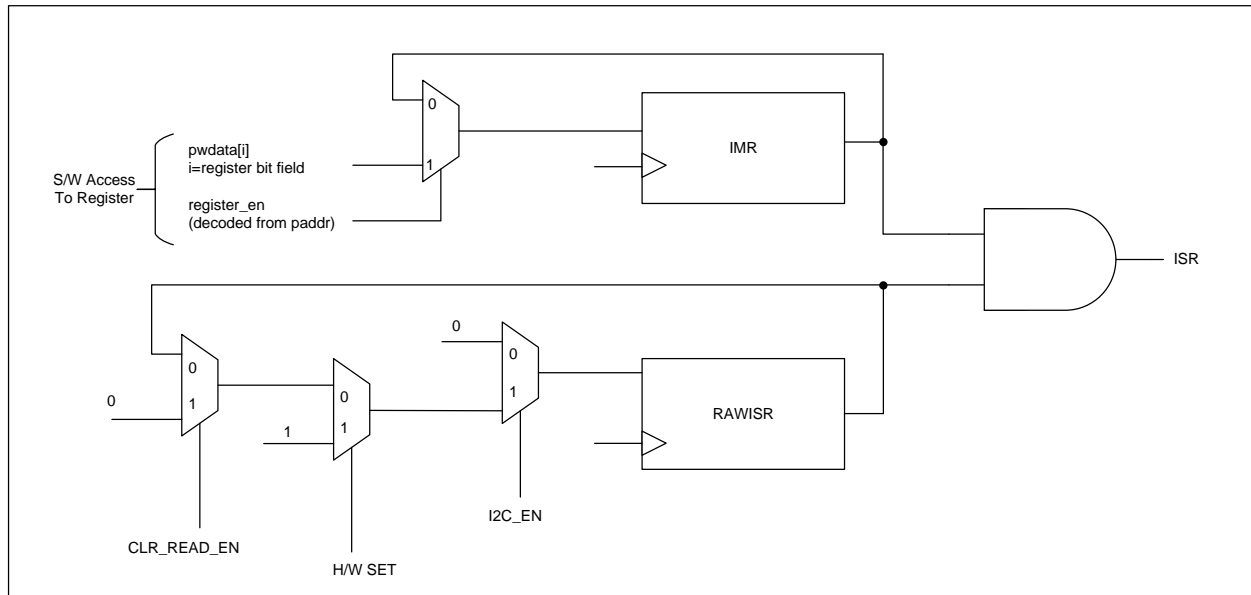 0
pwdata[i]
i=register bit field
1
IMR
S/W Access
To Register
register_en
(decoded from paddr)
ISR
0
0
0
0
1
0
1
1
1
RAWISR
I2C_EN
CLR_READ_EN
H/W SET